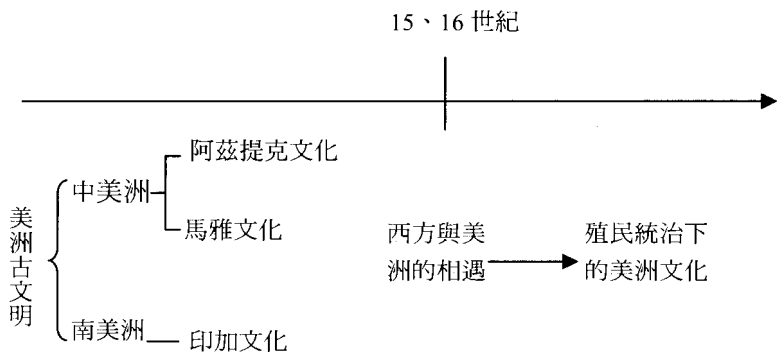 15、16 世紀
阿茲提克文化
中美洲
馬雅文化
美洲古文明
南美洲
印加文化
西方與美
洲的相遇
殖民統治下
的美洲文化